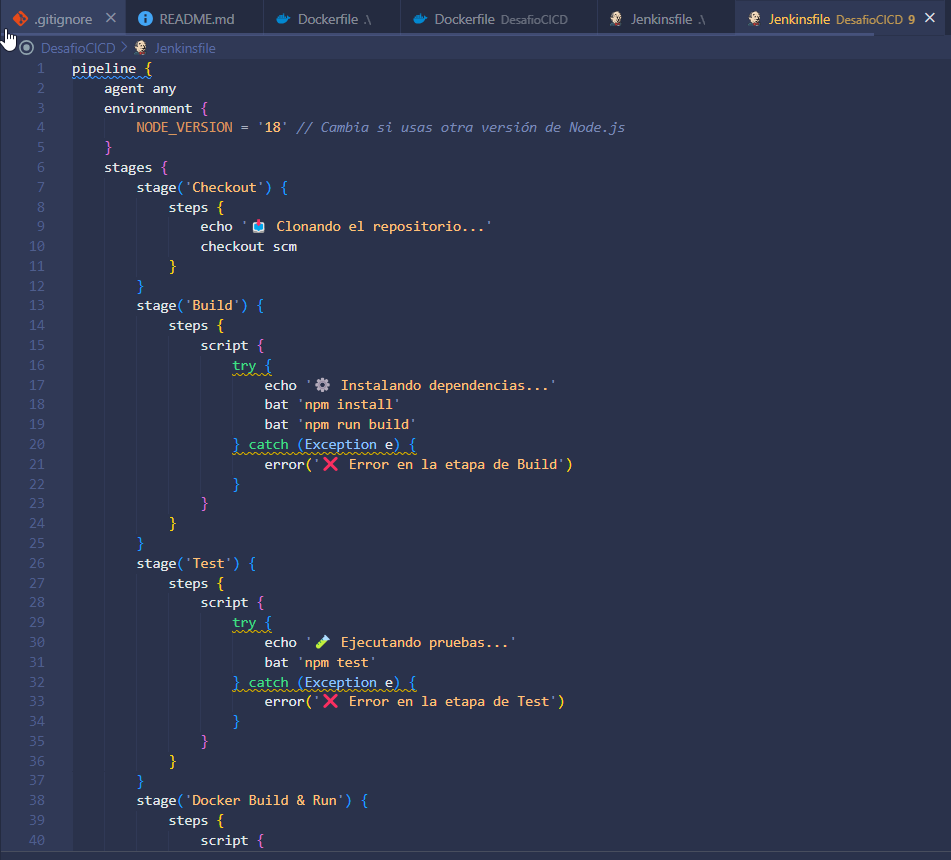 .gitignore README.md Dockerfile .\ Dockerfile DesafioCICD Jenkinsfile .\ Jenkinsfile DesafioCICD 9
DesafioCICD > Jenkinsfile
1 pipeline {
2 agent any
3 environment {
4 NODE_VERSION = '18' // Cambia si usas otra versión de Node.js
5 }
6 stages {
7 stage('Checkout') {
8 steps {
9 echo '📥 Clonando el repositorio...'
10 checkout scm
11 }
12 }
13 stage('Build') {
14 steps {
15 script {
16 try {
17 echo '⚙️ Instalando dependencias...'
18 bat 'npm install'
19 bat 'npm run build'
20 } catch (Exception e) {
21 error('❌ Error en la etapa de Build')
22 }
23 }
24 }
25 }
26 stage('Test') {
27 steps {
28 script {
29 try {
30 echo '🧪 Ejecutando pruebas...'
31 bat 'npm test'
32 } catch (Exception e) {
33 error('❌ Error en la etapa de Test')
34 }
35 }
36 }
37 }
38 stage('Docker Build & Run') {
39 steps {
40 script {